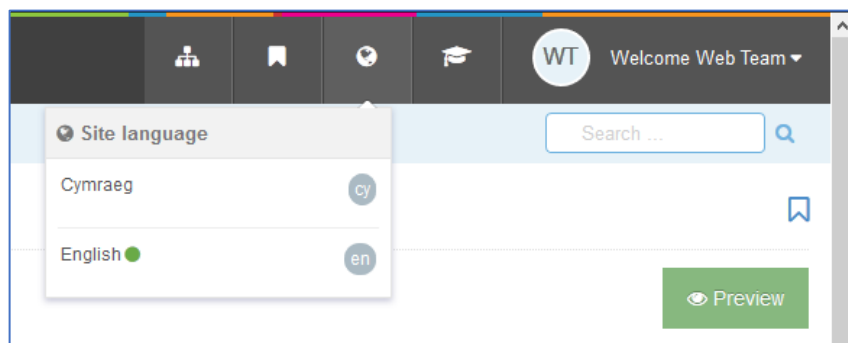 WT Welcome Web Team
Site language
Search ...
Cymraeg cy
English en
Preview